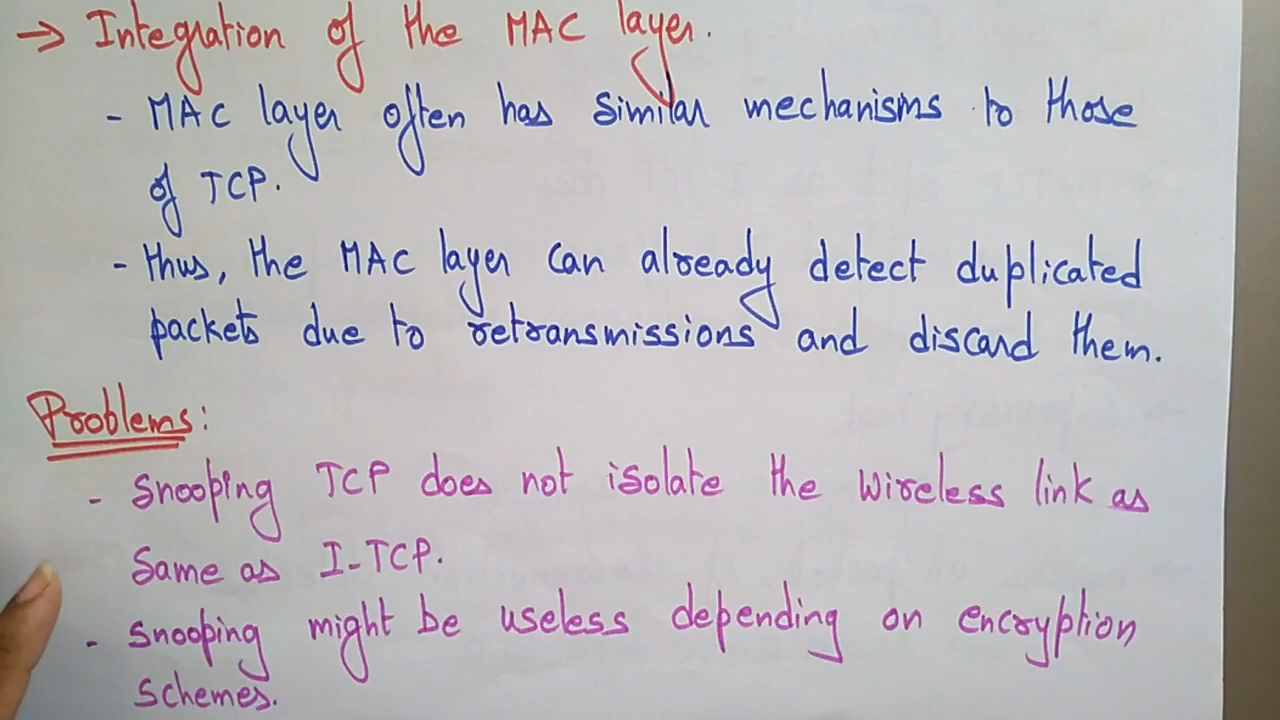 → Integration of the MAC layer.
- MAC layer often has similar mechanisms to those
of TCP.
- thus, the MAC layer can already detect duplicated
packets due to retransmissions and discard them.
Problems:
- Snooping TCP does not isolate the wireless link as
Same as I-TCP.
- Snooping might be useless depending on encryption
schemes.